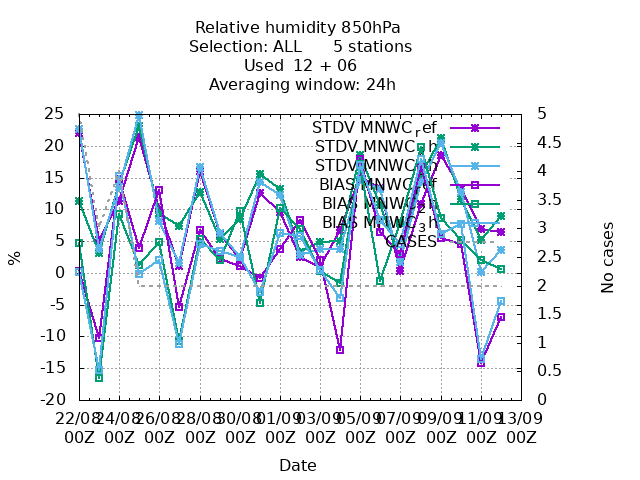 Relative humidity 850hPa
Selection: ALL 5 stations
Used 12 + 06
Averaging window: 24h
STDV MNWC_ref
STDV MNWC_2h
STDV MNWC_3h
BIAS MNWC_ref
BIAS MNWC_2h
BIAS MNWC_3h
CASES
25
20
15
10
5
0
-5
-10
-15
-20
%
5
4.5
4
3.5
3
2.5
2
1.5
1
0.5
0
No cases
22/08 24/08 26/08 28/08 30/08 01/09 03/09 05/09 07/09 09/09 11/09 13/09
00Z 00Z 00Z 00Z 00Z 00Z 00Z 00Z 00Z 00Z 00Z 00Z
Date